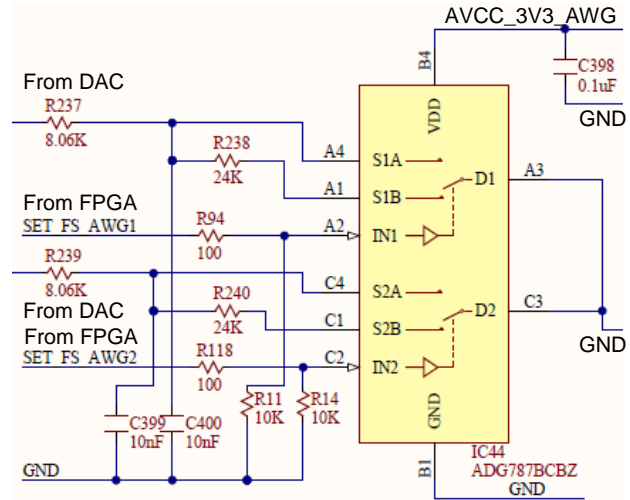 AVCC_3V3_AWG
B4
C398
0.1uF
GND
From DAC
R237
8.06K
VDD
R238
24K
A4
S1A
A1
S1B
D1
A3
From FPGA
SET_FS_AWG1
R94
100
A2
IN1
R239
8.06K
C4
S2A
From DAC
R240
24K
C1
S2B
D2
C3
GND
From FPGA
SET_FS_AWG2
R118
100
C2
IN2
R11
10K
R14
10K
C399
10nF
C400
10nF
GND
GND
B1
IC44
ADG787BCBZ
GND